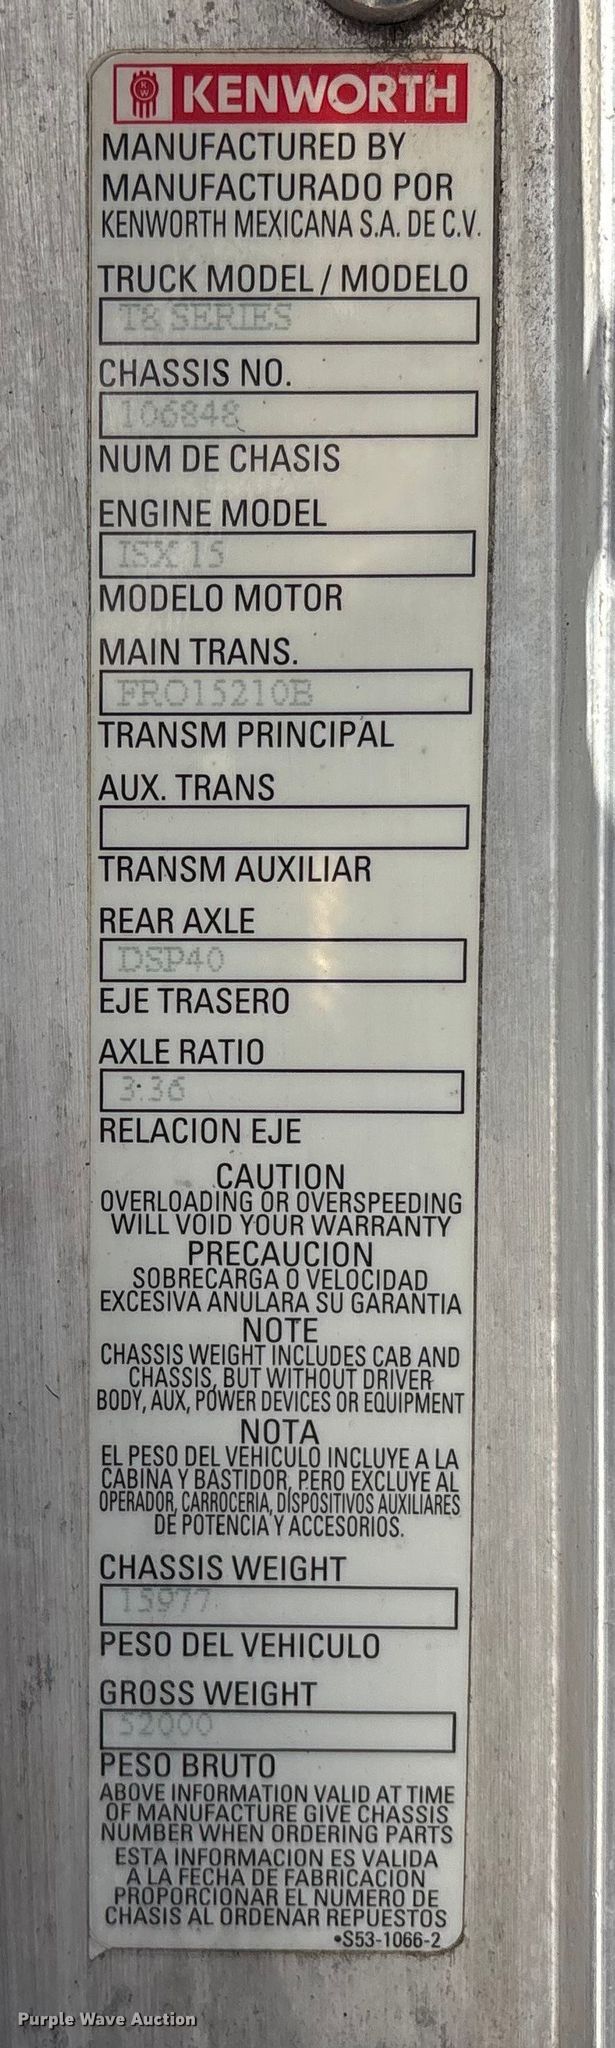 KW KENWORTH
MANUFACTURED BY
MANUFACTURADO POR
KENWORTH MEXICANA S.A. DE C.V.
TRUCK MODEL / MODELO
T8 SERIES
CHASSIS NO.
106848
NUM DE CHASIS
ENGINE MODEL
ISX 15
MODELO MOTOR
MAIN TRANS.
FRO15210B
TRANSM PRINCIPAL
AUX. TRANS
TRANSM AUXILIAR
REAR AXLE
DSP40
EJE TRASERO
AXLE RATIO
3.36
RELACION EJE
CAUTION
OVERLOADING OR OVERSPEEDING
WILL VOID YOUR WARRANTY
PRECAUCION
SOBRECARGA O VELOCIDAD
EXCESIVA ANULARA SU GARANTIA
NOTE
CHASSIS WEIGHT INCLUDES CAB AND
CHASSIS, BUT WITHOUT DRIVER
BODY, AUX, POWER DEVICES OR EQUIPMENT
NOTA
EL PESO DEL VEHICULO INCLUYE A LA
CABINA Y BASTIDOR, PERO EXCLUYE AL
OPERADOR, CARROCERIA, DISPOSITIVOS AUXILIARES
DE POTENCIA Y ACCESORIOS.
CHASSIS WEIGHT
15977
PESO DEL VEHICULO
GROSS WEIGHT
52000
PESO BRUTO
ABOVE INFORMATION VALID AT TIME
OF MANUFACTURE GIVE CHASSIS
NUMBER WHEN ORDERING PARTS
ESTA INFORMACION ES VALIDA
A LA FECHA DE FABRICACION
PROPORCIONAR EL NUMERO DE
CHASIS AL ORDENAR REPUESTOS
•S53-1066-2
Purple Wave Auction